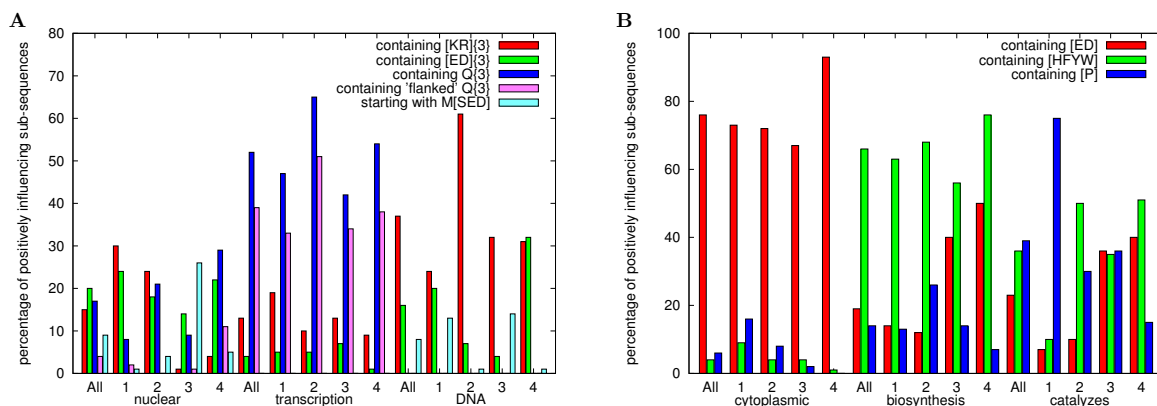 A
percentage of positively influencing sub-sequences
80
70
60
50
40
30
20
10
0
containing [KR]{3}
containing [ED]{3}
containing Q{3}
containing 'flanked' Q{3}
starting with M[SED]
All 1 2 3 4 All 1 2 3 4 All 1 2 3 4
nuclear transcription DNA
B
percentage of positively influencing sub-sequences
100
80
60
40
20
0
containing [ED]
containing [HFYW]
containing [P]
All 1 2 3 4 All 1 2 3 4 All 1 2 3 4
cytoplasmic biosynthesis catalyzes